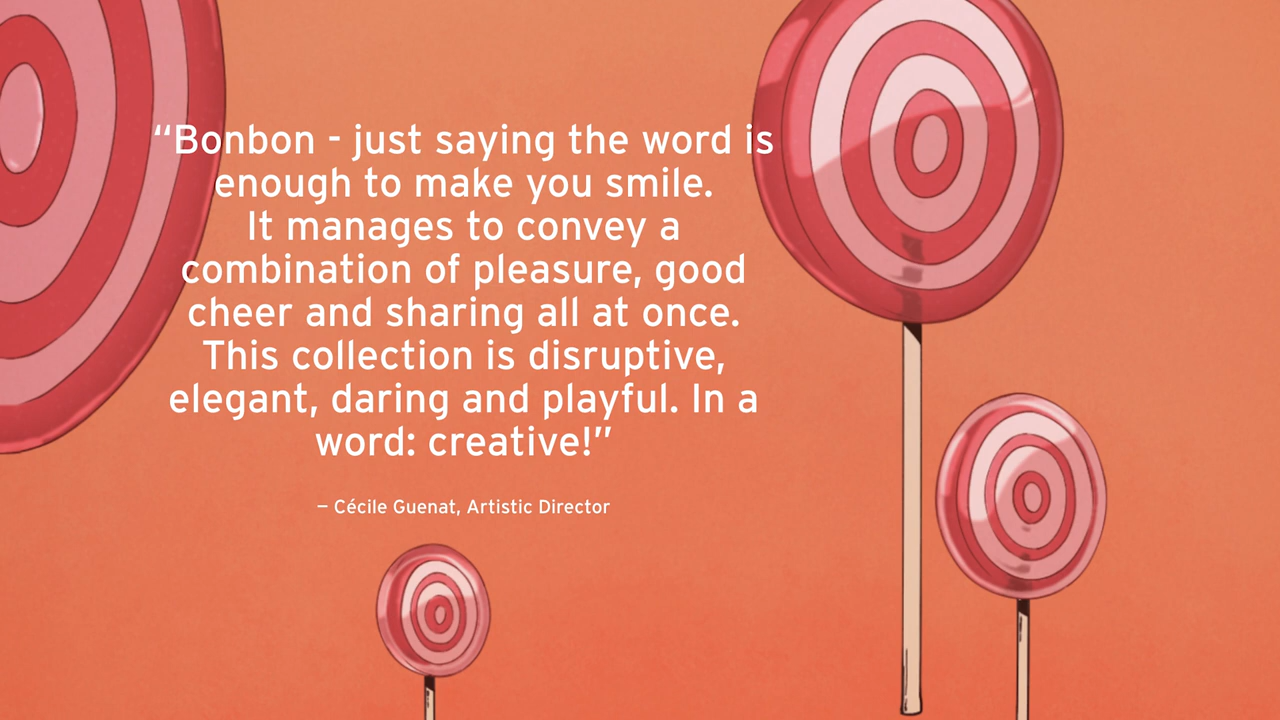 “Bonbon - just saying the word is
enough to make you smile.
It manages to convey a
combination of pleasure, good
cheer and sharing all at once.
This collection is disruptive,
elegant, daring and playful. In a
word: creative!”
– Cécile Guenat, Artistic Director